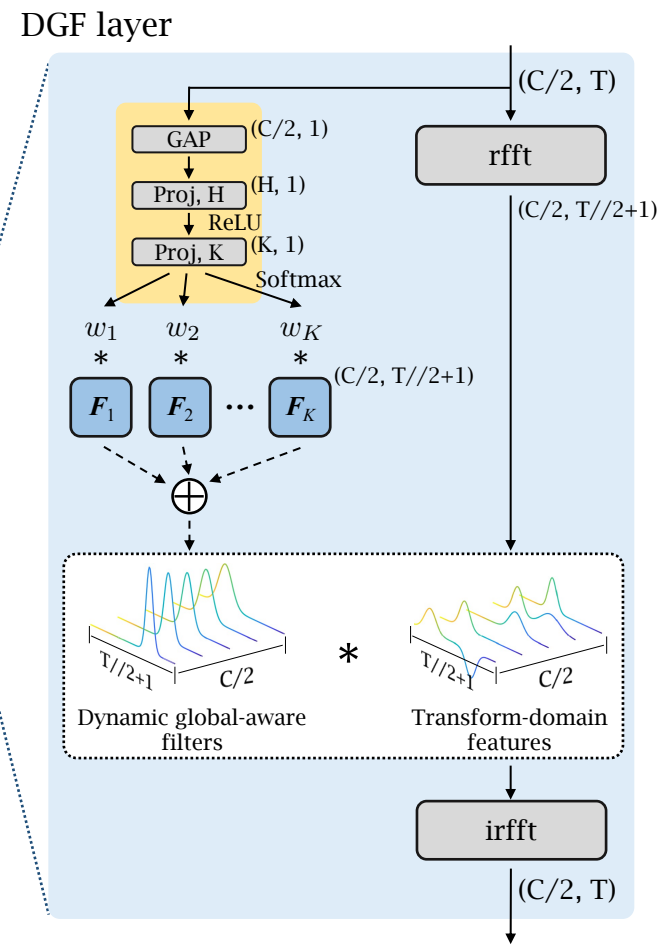 DGF layer
(C/2, T)
GAP
(C/2, 1)
rfft
Proj, H
(H, 1)
(C/2, T//2+1)
ReLU
Proj, K
(K, 1)
Softmax
w1 w2 wK
* * *
(C/2, T//2+1)
F1 F2 ··· FK
T//2+1
C/2
*
T//2+1
C/2
Dynamic global-aware
filters
Transform-domain
features
irfft
(C/2, T)